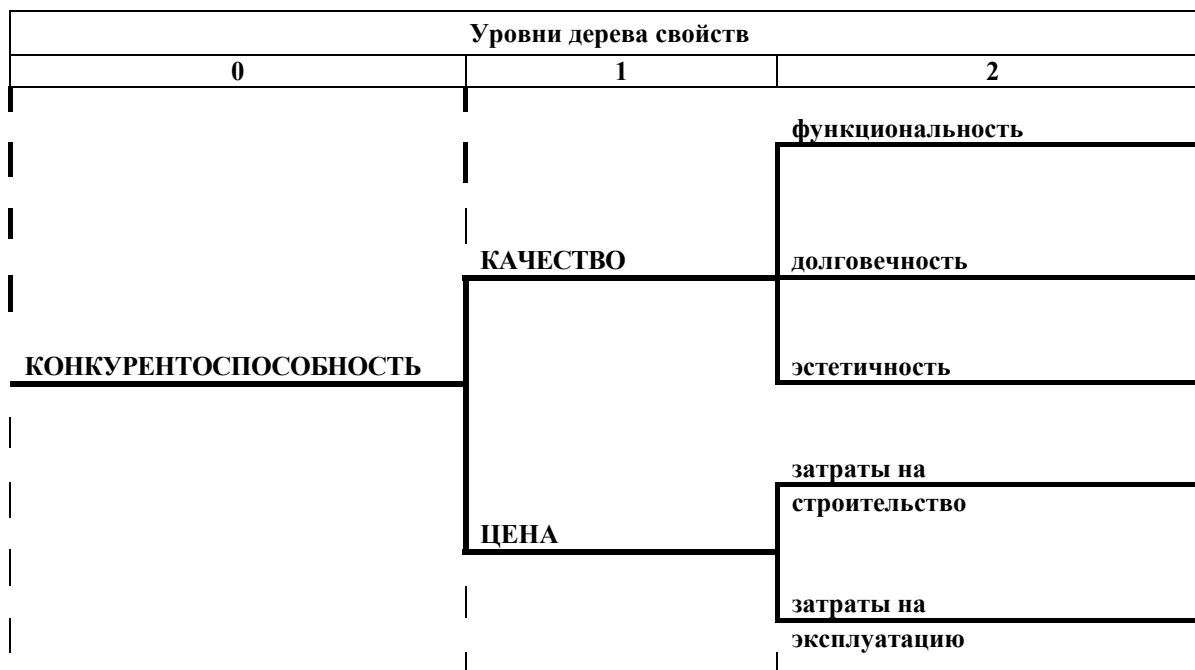 Уровни дерева свойств
0 1 2
функциональность
КАЧЕСТВО долговечность
КОНКУРЕНТОСПОСОБНОСТЬ эстетичность
затраты на
строительство
ЦЕНА
затраты на
эксплуатацию